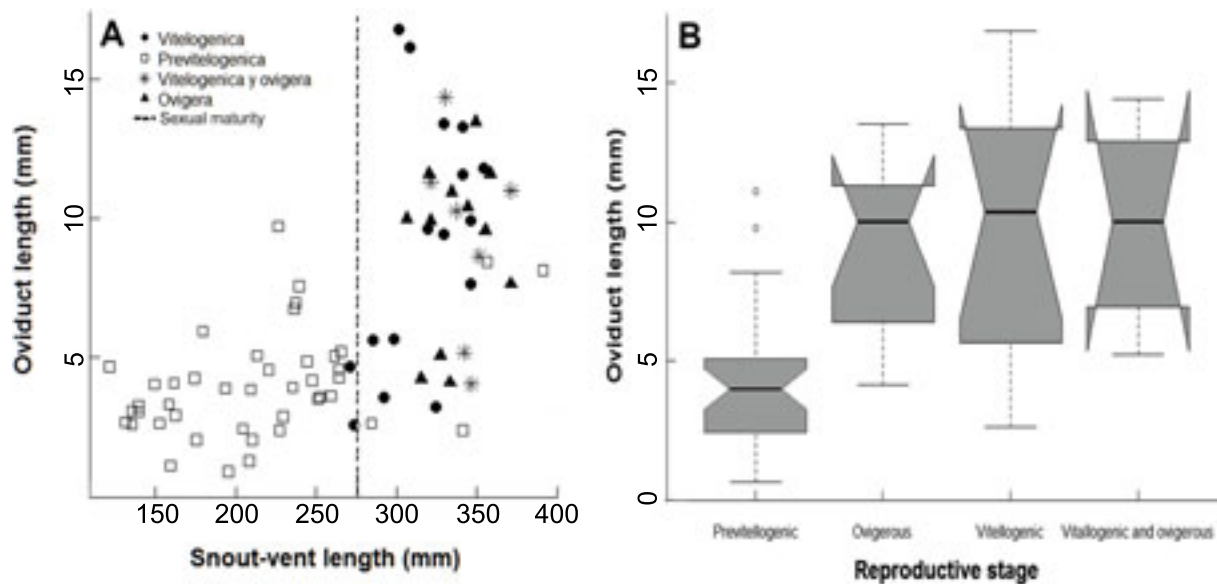 A
Vitelogenica
Previtelogenica
Vitelogenica y ovigera
Ovigera
Sexual maturity
Oviduct length (mm)
15
10
5
150 200 250 300 350 400
Snout-vent length (mm)
B
Oviduct length (mm)
15
10
5
0
Previtellogenic Ovigerous Vitellogenic Vitallogenic and ovigerous
Reproductive stage